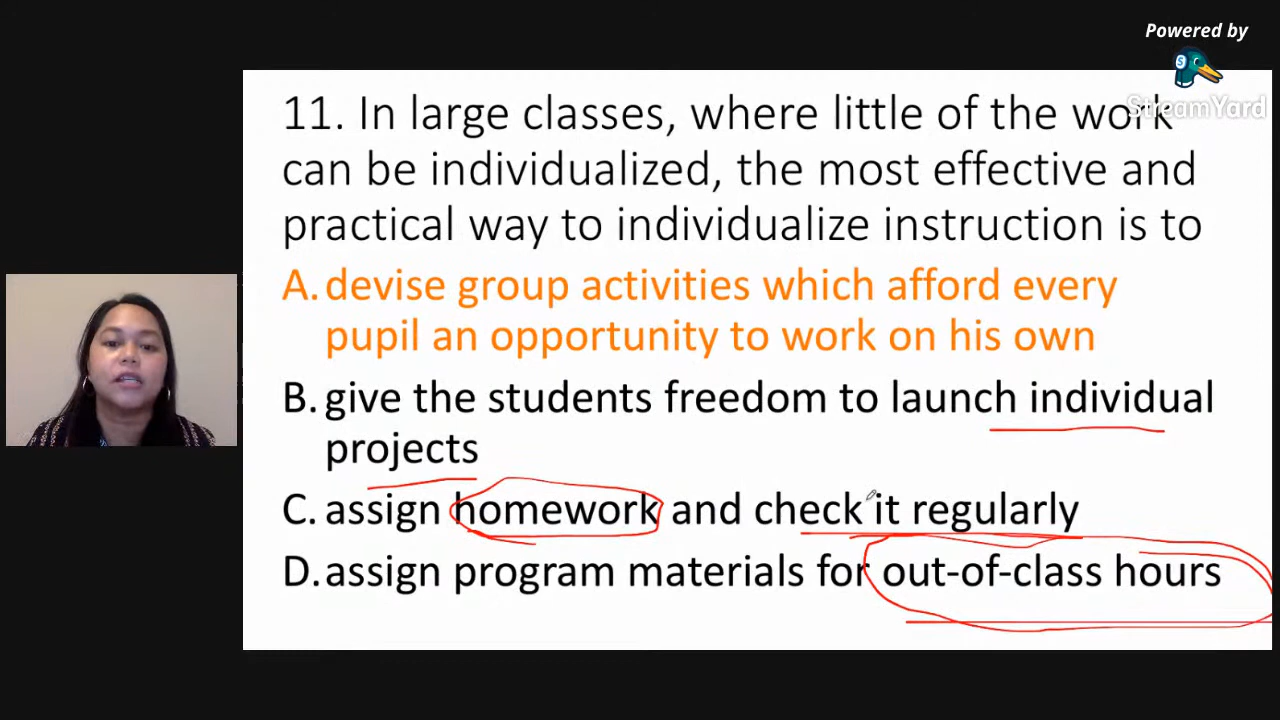 Powered by
StreamYard
11. In large classes, where little of the work
can be individualized, the most effective and
practical way to individualize instruction is to
A. devise group activities which afford every
pupil an opportunity to work on his own
B. give the students freedom to launch individual
projects
C. assign homework and check it regularly
D. assign program materials for out-of-class hours